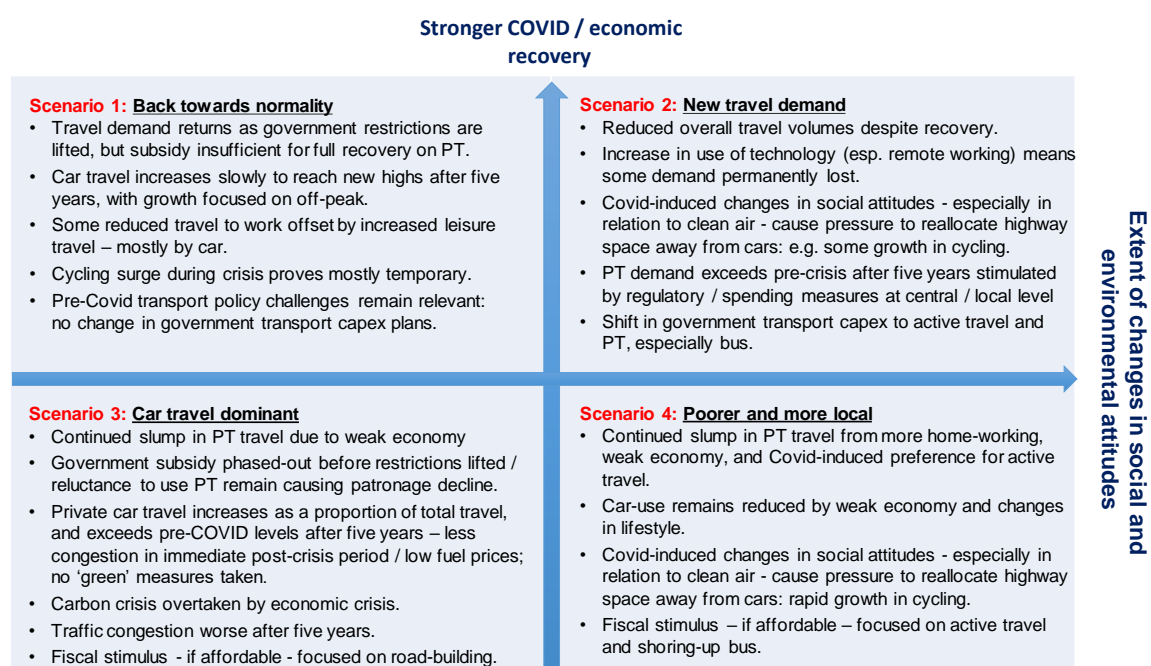 Stronger COVID / economic
recovery
Scenario 1: Back towards normality
• Travel demand returns as government restrictions are
lifted, but subsidy insufficient for full recovery on PT.
• Car travel increases slowly to reach new highs after five
years, with growth focused on off-peak.
• Some reduced travel to work offset by increased leisure
travel – mostly by car.
• Cycling surge during crisis proves mostly temporary.
• Pre-Covid transport policy challenges remain relevant:
no change in government transport capex plans.
Scenario 2: New travel demand
• Reduced overall travel volumes despite recovery.
• Increase in use of technology (esp. remote working) means
some demand permanently lost.
• Covid-induced changes in social attitudes - especially in
relation to clean air - cause pressure to reallocate highway
space away from cars: e.g. some growth in cycling.
• PT demand exceeds pre-crisis after five years stimulated
by regulatory / spending measures at central / local level
• Shift in government transport capex to active travel and
PT, especially bus.
Scenario 3: Car travel dominant
• Continued slump in PT travel due to weak economy
• Government subsidy phased-out before restrictions lifted /
reluctance to use PT remain causing patronage decline.
• Private car travel increases as a proportion of total travel,
and exceeds pre-COVID levels after five years – less
congestion in immediate post-crisis period / low fuel prices;
no ‘green’ measures taken.
• Carbon crisis overtaken by economic crisis.
• Traffic congestion worse after five years.
• Fiscal stimulus - if affordable - focused on road-building.
Scenario 4: Poorer and more local
• Continued slump in PT travel from more home-working,
weak economy, and Covid-induced preference for active
travel.
• Car-use remains reduced by weak economy and changes
in lifestyle.
• Covid-induced changes in social attitudes - especially in
relation to clean air - cause pressure to reallocate highway
space away from cars: rapid growth in cycling.
• Fiscal stimulus – if affordable – focused on active travel
and shoring-up bus.
Extent of changes in social and
environmental attitudes